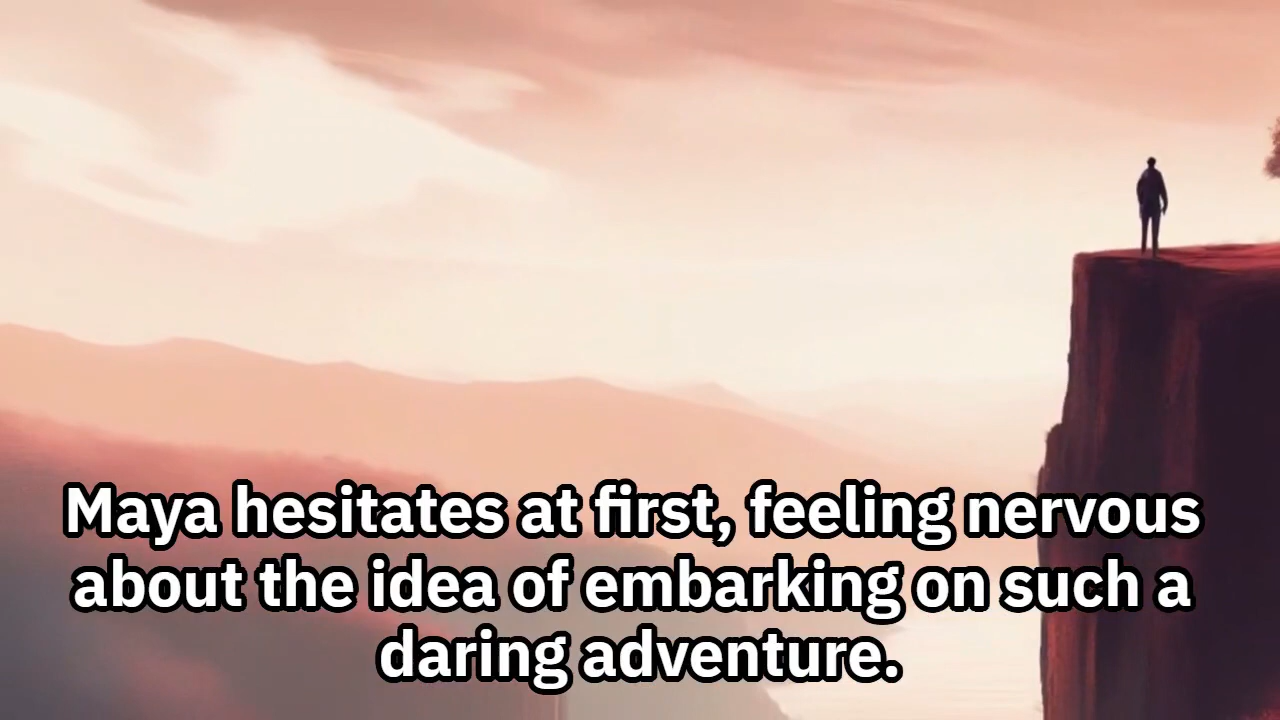 Maya hesitates at first, feeling nervous
about the idea of embarking on such a
daring adventure.